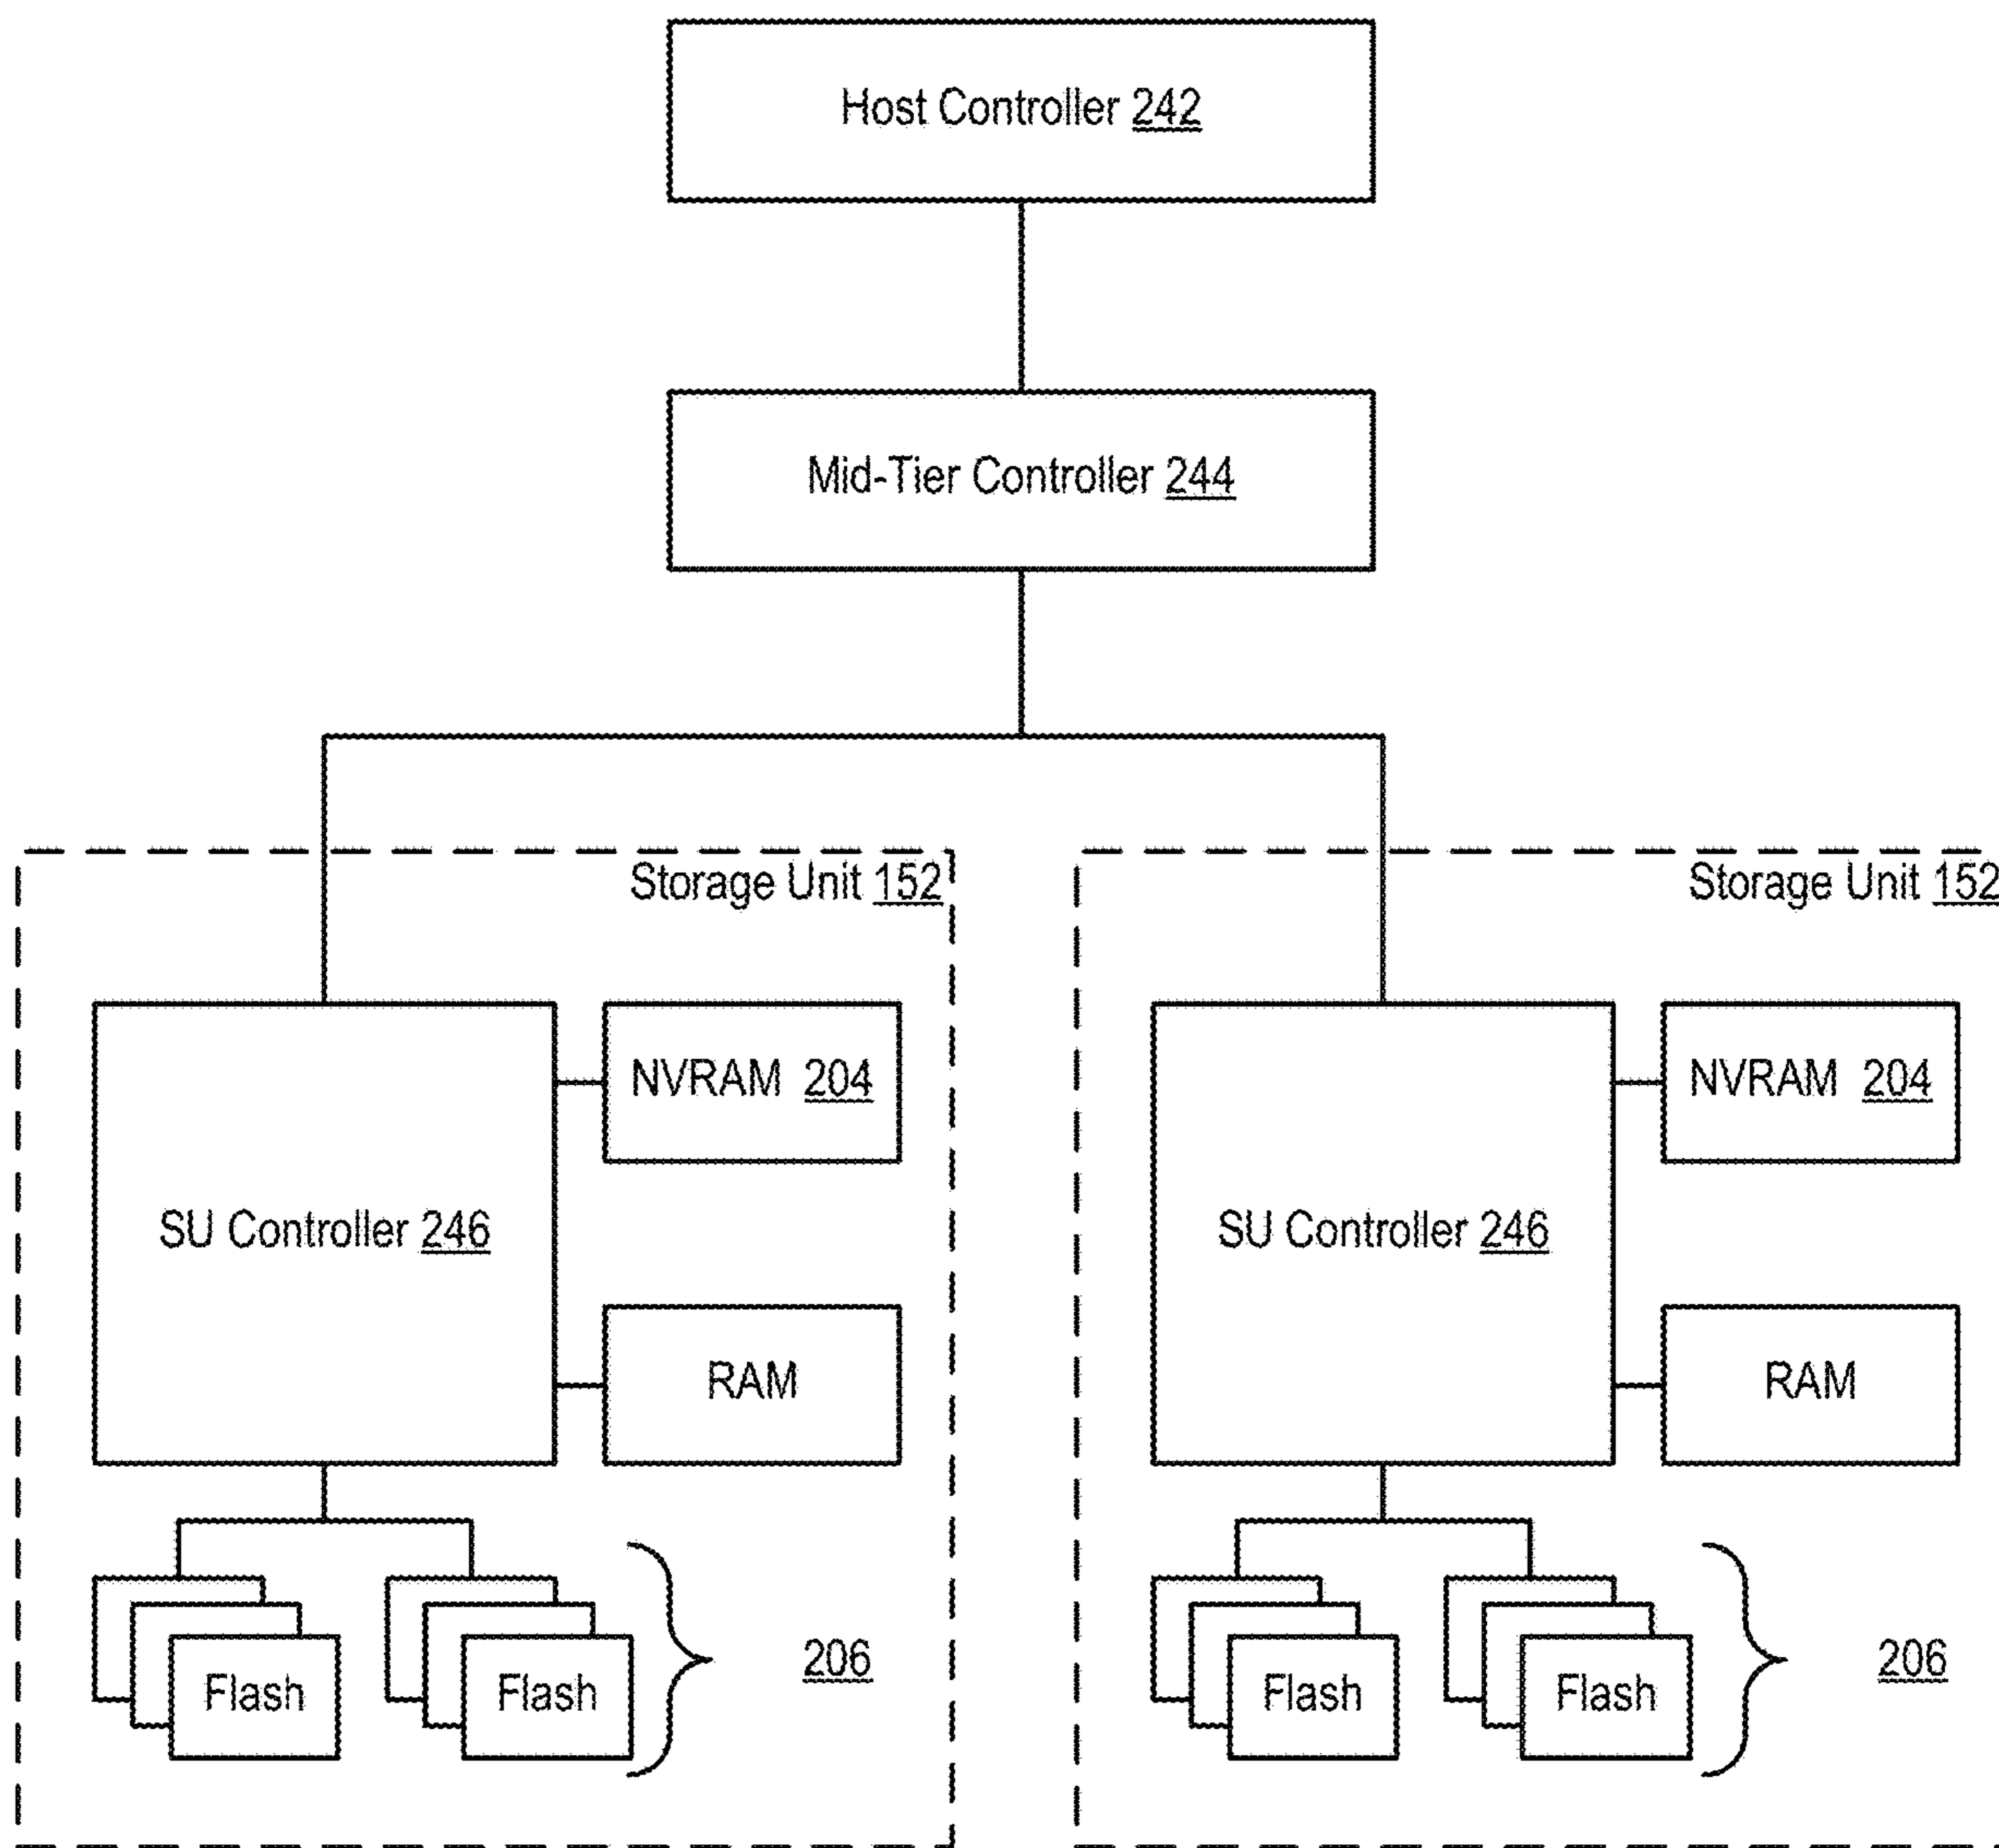 Host Controller 242
Mid-Tier Controller 244
Storage Unit 152
Storage Unit 152
NVRAM 204
NVRAM 204
SU Controller 246
SU Controller 246
RAM
RAM
206
206
Flash
Flash
Flash
Flash